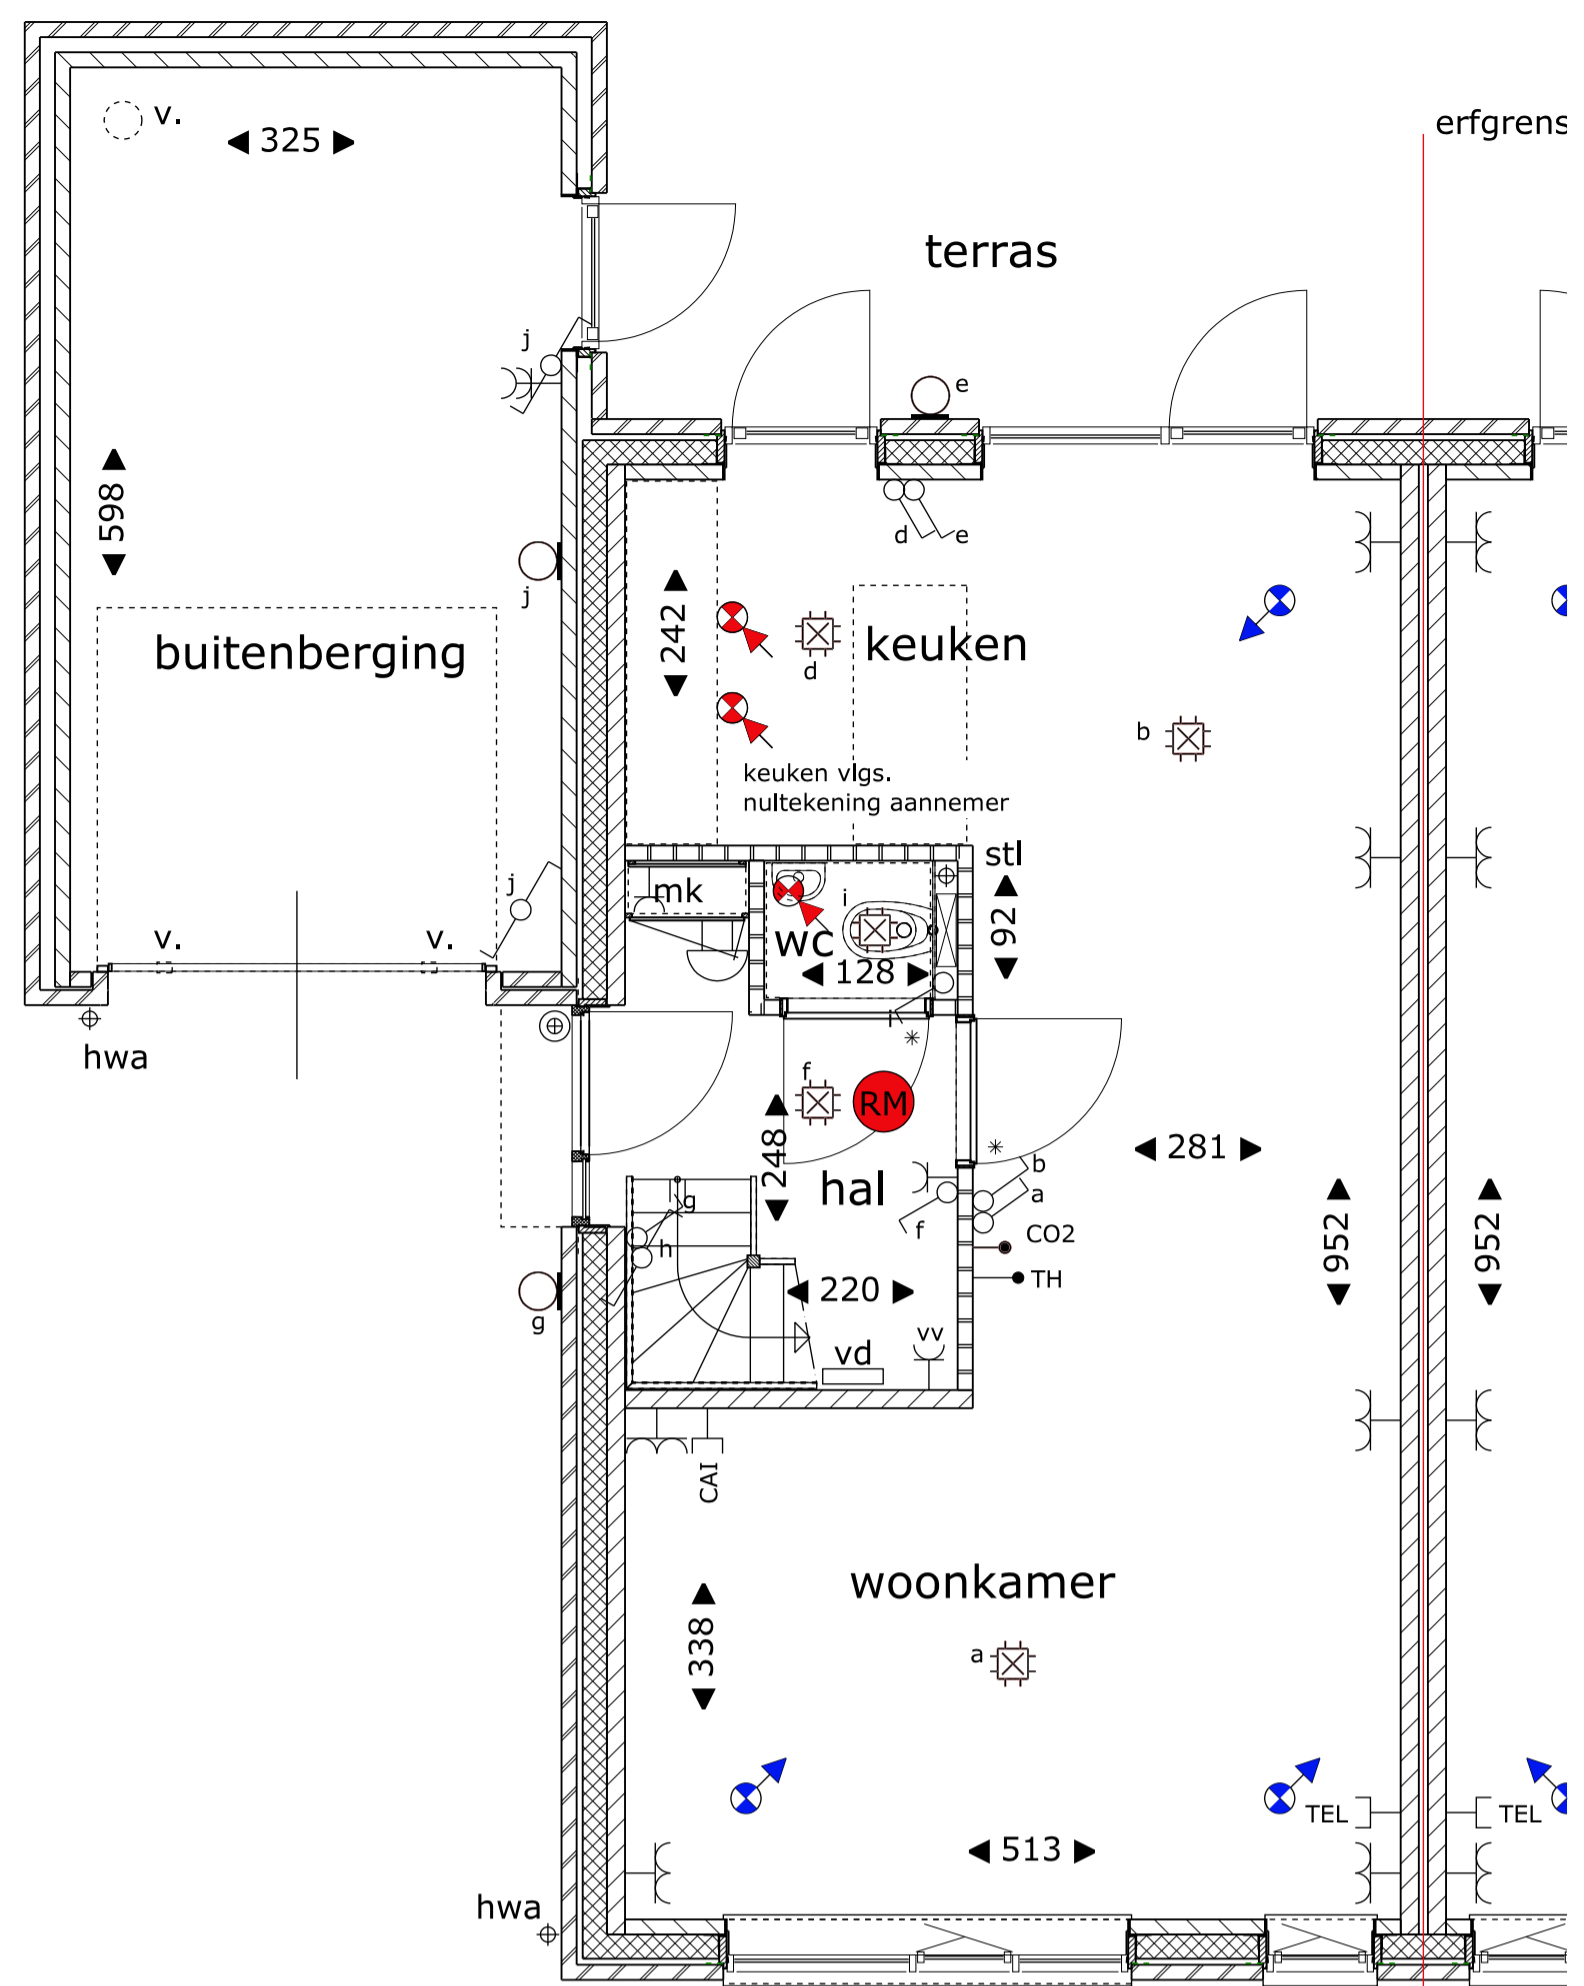 v.
325
erfgrens
terras
j
e
598
d
e
j
242
buitenberging
keuken
d
b
keuken vlgs.
nultekening aannemer
stl
j
mk
i
wc
92
v.
v.
128
i
hwa
f
RM
248
281
hal
b
a
g
f
h
CO2
952
952
TH
220
g
vv
vd
CAI
woonkamer
338
a
TEL
TEL
513
hwa